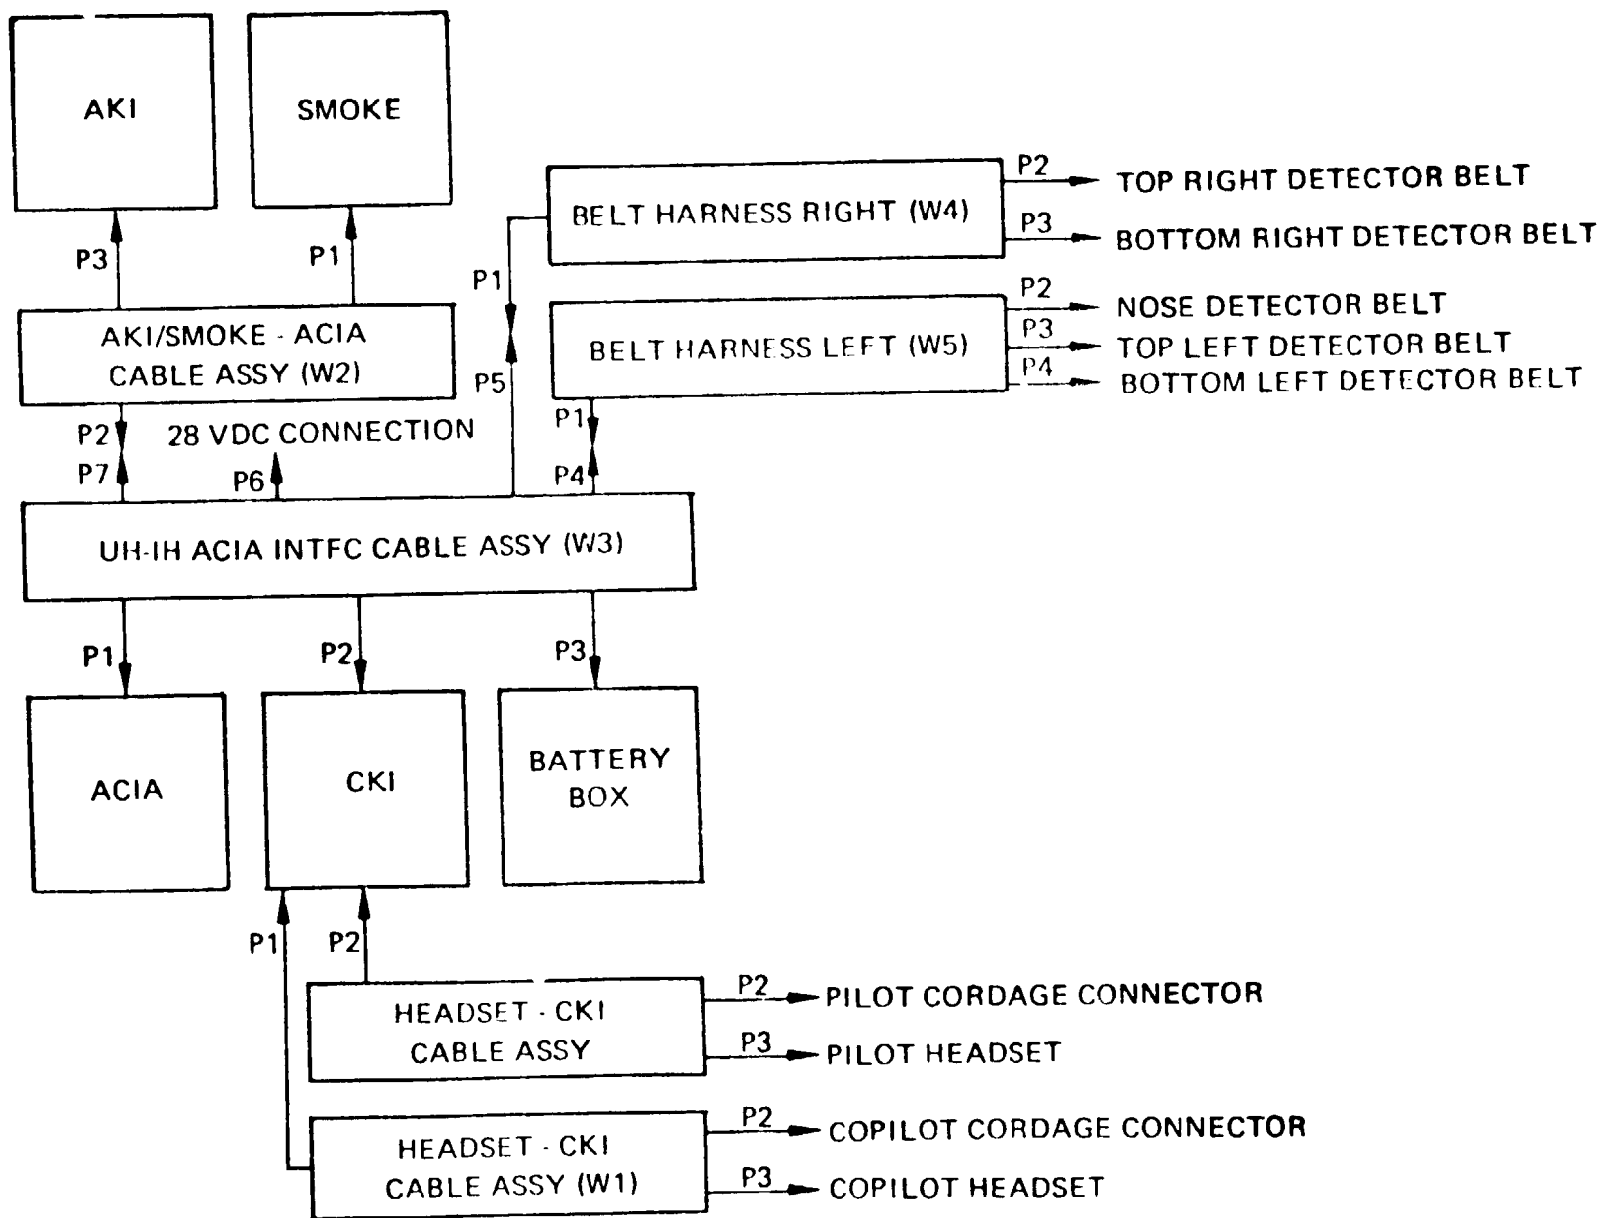 AKI
SMOKE
P3
P1
AKI/SMOKE - ACIA
CABLE ASSY (W2)
P2
P7
28 VDC CONNECTION
P6
P1
P5
BELT HARNESS RIGHT (W4)
P2
TOP RIGHT DETECTOR BELT
P3
BOTTOM RIGHT DETECTOR BELT
BELT HARNESS LEFT (W5)
P2
NOSE DETECTOR BELT
P3
TOP LEFT DETECTOR BELT
P4
BOTTOM LEFT DETECTOR BELT
P1
P4
UH-IH ACIA INTFC CABLE ASSY (W3)
P1
P2
P3
ACIA
CKI
BATTERY
BOX
P1
P2
HEADSET - CKI
CABLE ASSY
P2
PILOT CORDAGE CONNECTOR
P3
PILOT HEADSET
HEADSET - CKI
CABLE ASSY (W1)
P2
COPILOT CORDAGE CONNECTOR
P3
COPILOT HEADSET